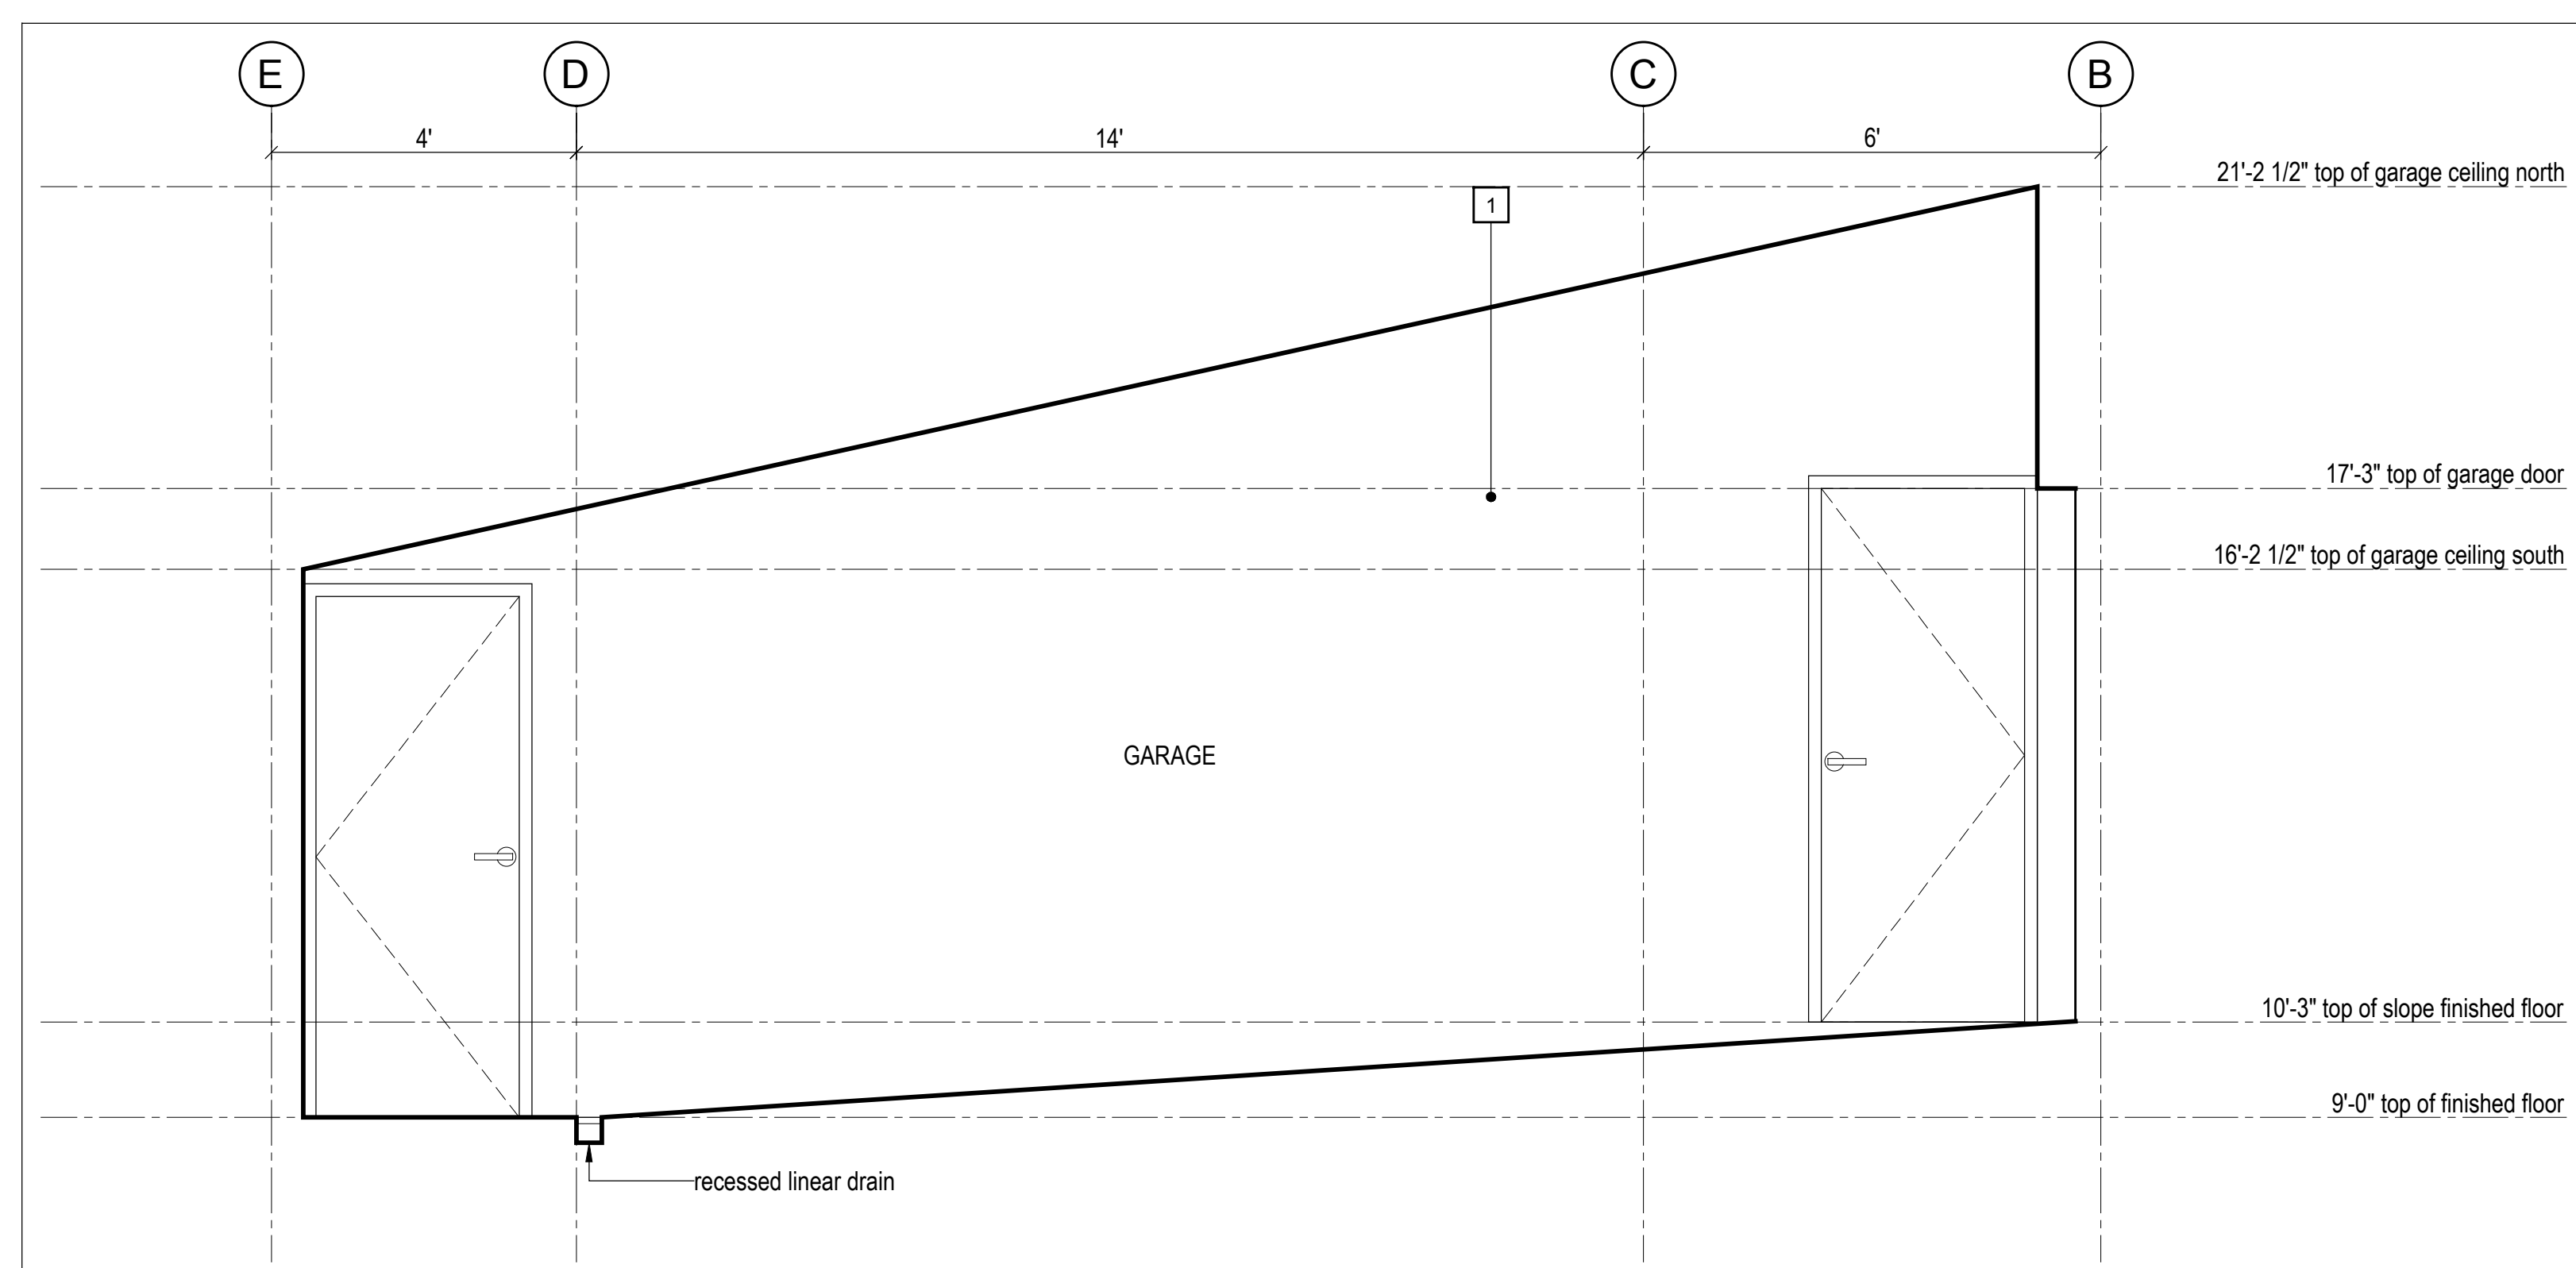 E
D
C
B
4'
14'
6'
21'-2 1/2" top of garage ceiling north
1
17'-3" top of garage door
16'-2 1/2" top of garage ceiling south
GARAGE
10'-3" top of slope finished floor
9'-0" top of finished floor
recessed linear drain